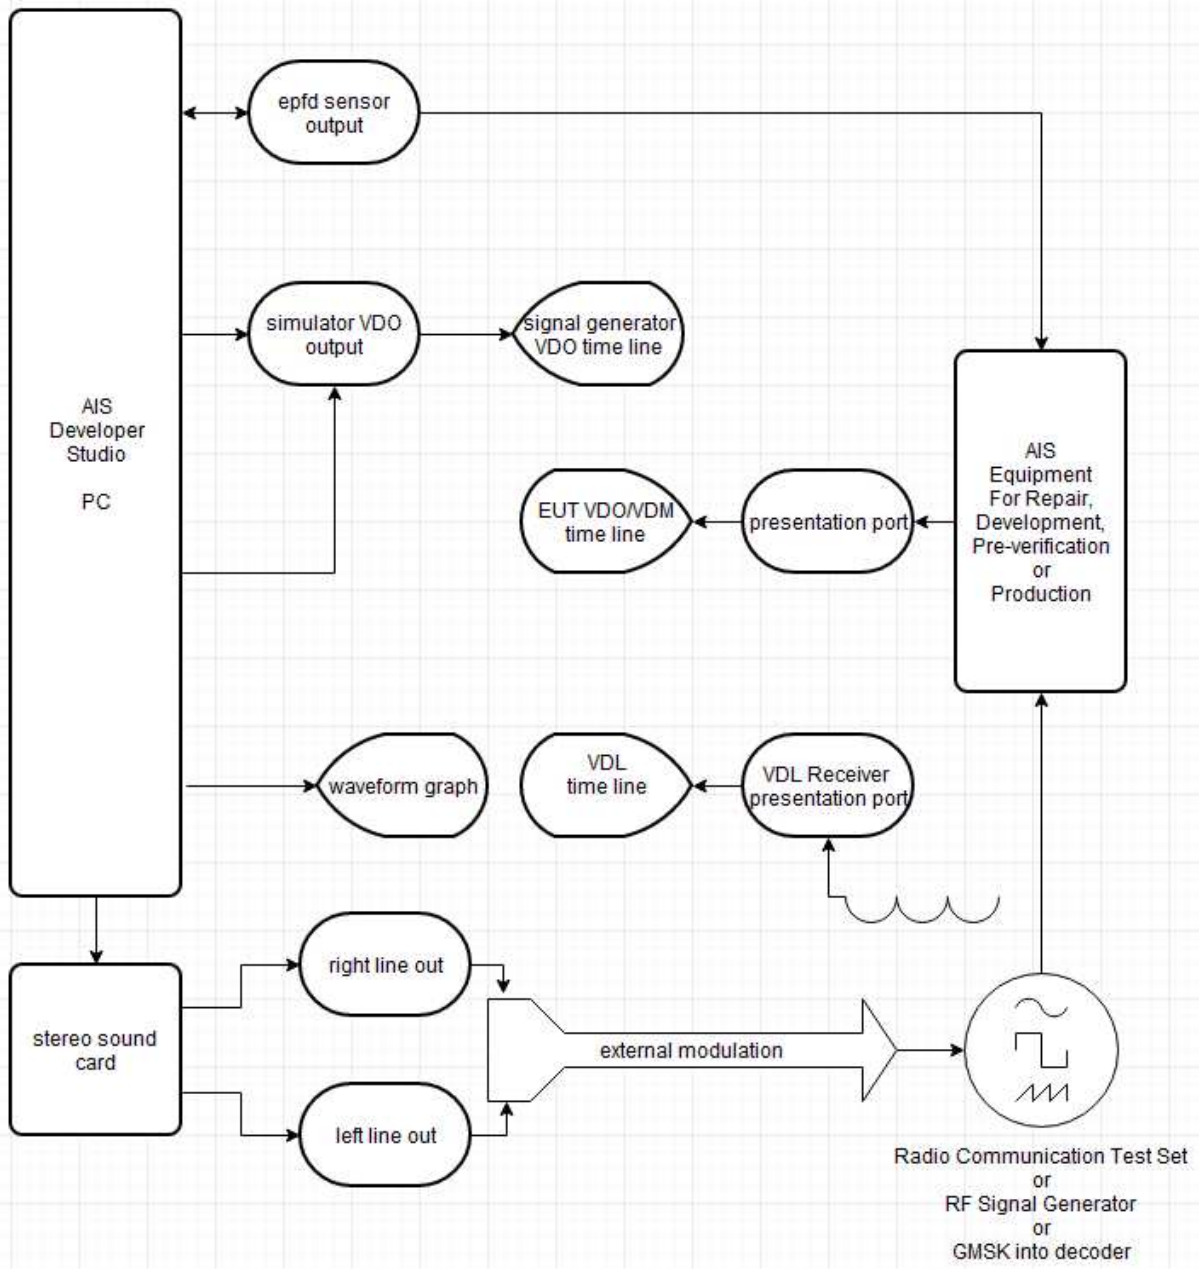 epfd sensor
output
simulator VDO
output
signal generator
VDO time line
AIS
Developer
Studio
PC
EUT VDO/VDM
time line
presentation port
AIS
Equipment
For Repair,
Development,
Pre-verification
or
Production
waveform graph
VDL
time line
VDL Receiver
presentation port
right line out
stereo sound
card
external modulation
left line out
Radio Communication Test Set
or
RF Signal Generator
or
GMSK into decoder